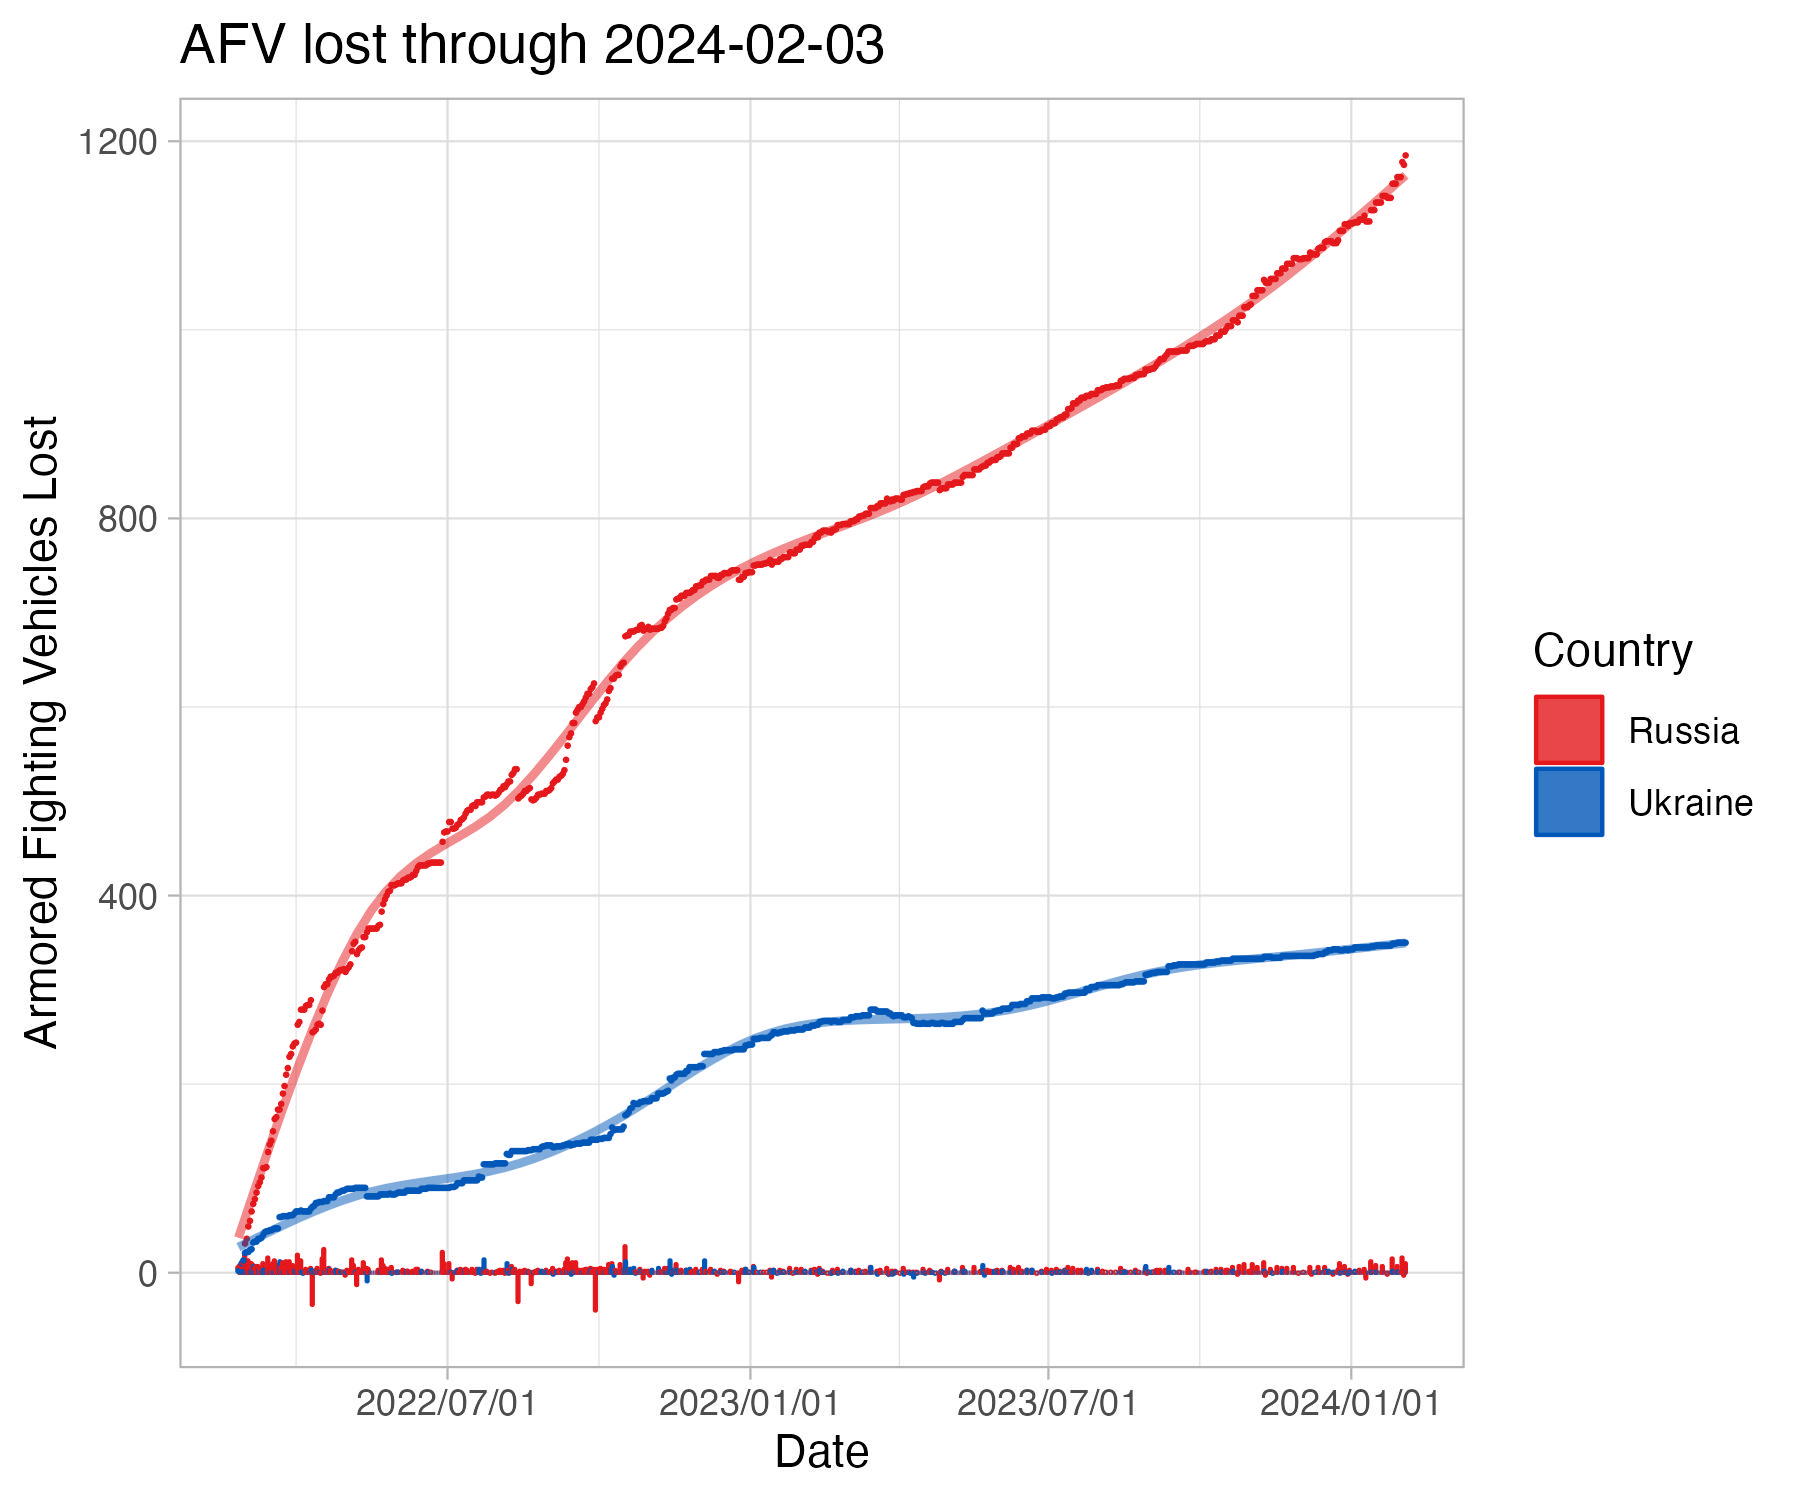 AFV lost through 2024-02-03
Armored Fighting Vehicles Lost
1200
800
400
0
2022/07/01
2023/01/01
2023/07/01
2024/01/01
Date
Country
Russia
Ukraine